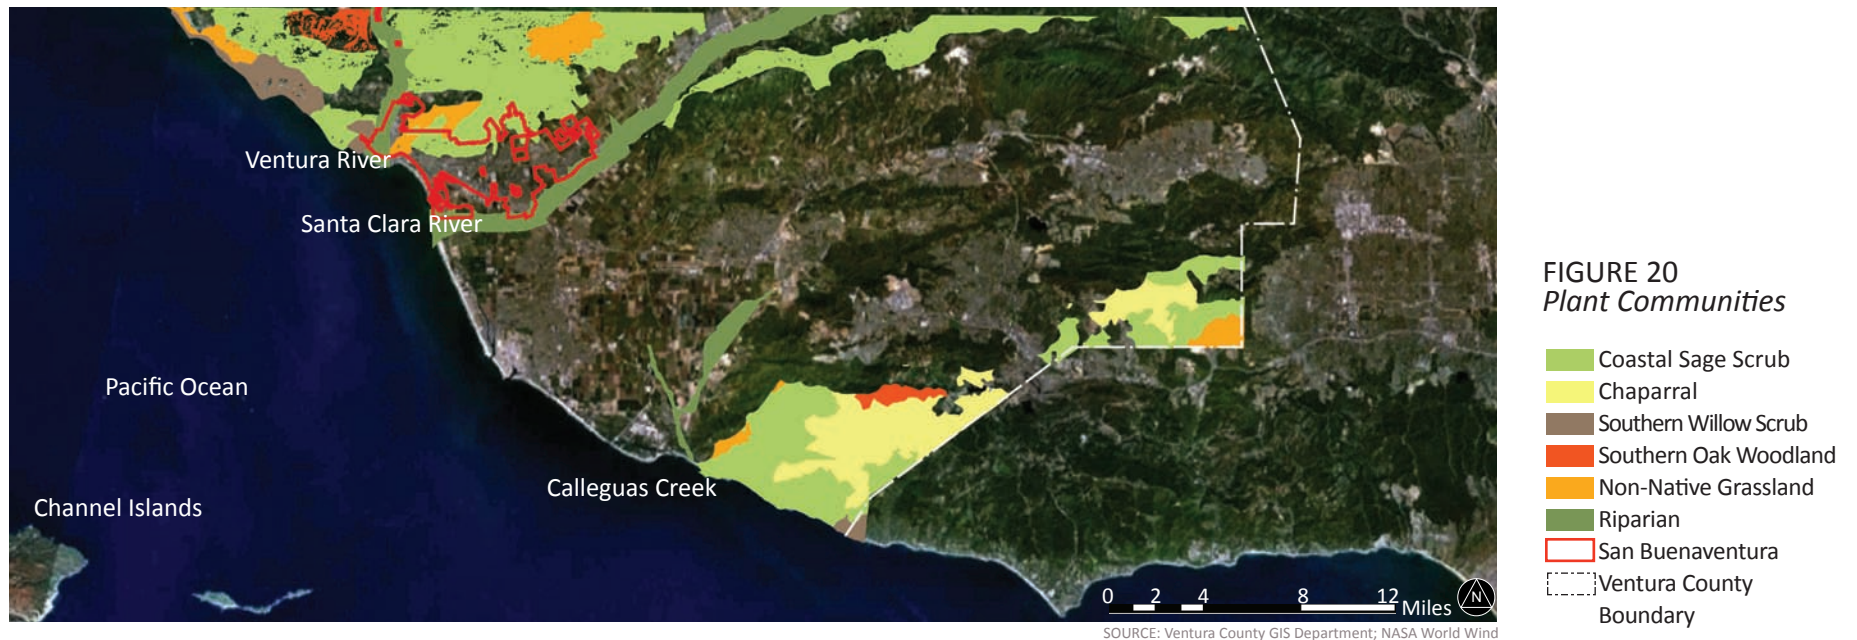 Ventura River
Santa Clara River
Pacific Ocean
Calleguas Creek
Channel Islands
0 2 4 8 12 Miles
N
SOURCE: Ventura County GIS Department; NASA World Wind
FIGURE 20
Plant Communities
Coastal Sage Scrub
Chaparral
Southern Willow Scrub
Southern Oak Woodland
Non-Native Grassland
Riparian
San Buenaventura
Ventura County
Boundary